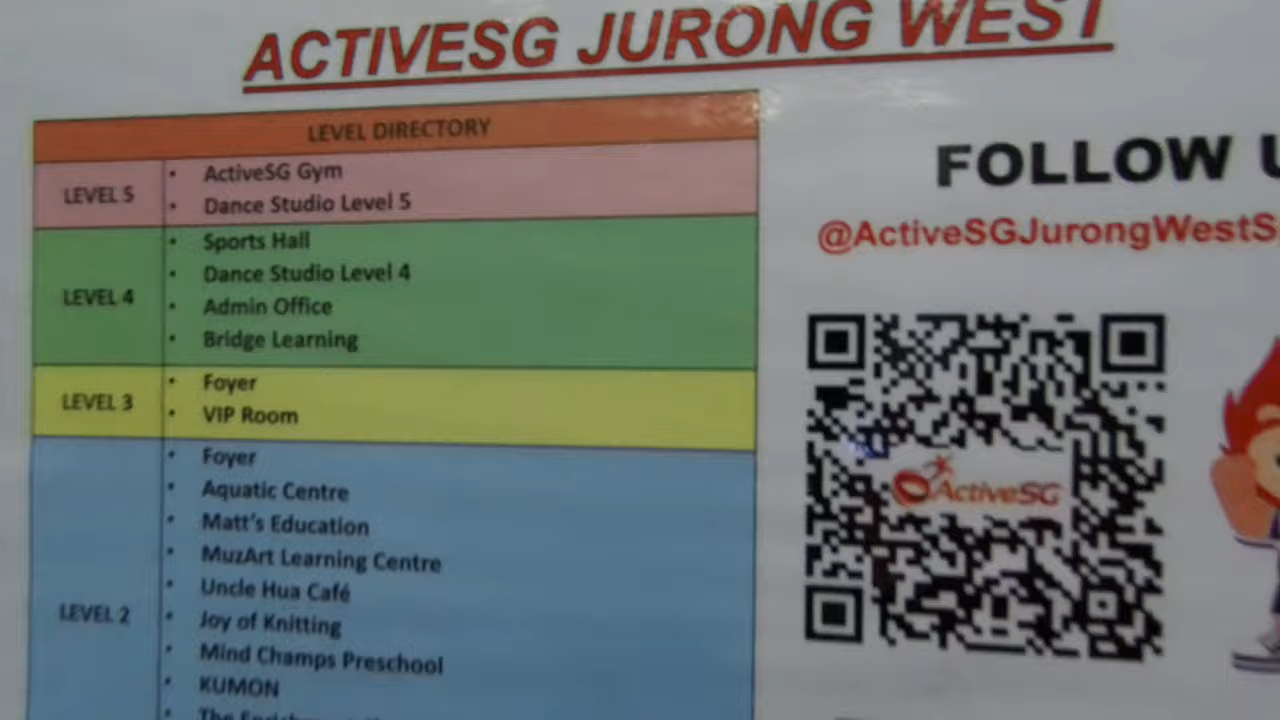 ACTIVESG JURONG WEST
LEVEL DIRECTORY
LEVEL 5
• ActiveSG Gym
• Dance Studio Level 5
LEVEL 4
• Sports Hall
• Dance Studio Level 4
• Admin Office
• Bridge Learning
LEVEL 3
• Foyer
• VIP Room
LEVEL 2
• Foyer
• Aquatic Centre
• Matt's Education
• MuzArt Learning Centre
• Uncle Hua Café
• Joy of Knitting
• Mind Champs Preschool
• KUMON
• The
FOLLOW
@ActiveSGJurongWestS
ActiveSG